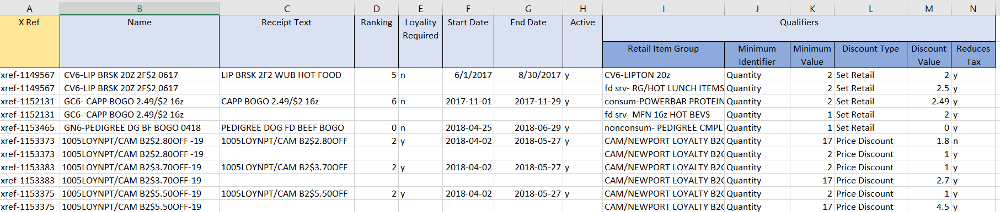 A B C D E F G H I J K L M N
X Ref Name Receipt Text Ranking Loyality Start Date End Date Active Qualifiers
Required
Retail Item Group Minimum Minimum Discount Type Discount Reduces
Identifier Value Value Tax
xref-1149567 CV6-LIP BRSK 20Z 2F$2 0617 LIP BRSK 2F2 WUB HOT FOOD 5 n 6/1/2017 8/30/2017 y CV6-LIPTON 20z Quantity 2 Set Retail 2 y
xref-1149567 CV6-LIP BRSK 20Z 2F$2 0617 fd srv- RG/HOT LUNCH ITEMS Quantity 2 Set Retail 2.5 y
xref-1152131 GC6- CAPP BOGO 2.49/$2 16z CAPP BOGO 2.49/$2 16z 6 n 2017-11-01 2017-11-29 y consum-POWERBAR PROTEIN Quantity 2 Set Retail 2.49 y
xref-1152131 GC6- CAPP BOGO 2.49/$2 16z fd srv- MFN 16z HOT BEVS Quantity 1 Set Retail 2 y
xref-1153465 GN6-PEDIGREE DG BF BOGO 0418 PEDIGREE DOG FD BEEF BOGO 0 n 2018-04-25 2018-06-29 y nonconsum- PEDIGREE CMPLT Quantity 1 Set Retail 0 y
xref-1153373 1005LOYNPT/CAM B2$2.80OFF -19 1005LOYNPT/CAM B2$2.80OFF 2 y 2018-04-02 2018-05-27 y CAM/NEWPORT LOYALTY B2G Quantity 17 Price Discount 1.8 n
xref-1153373 1005LOYNPT/CAM B2$2.80OFF -19 CAM/NEWPORT LOYALTY B2G Quantity 2 Price Discount 1 y
xref-1153383 1005LOYNPT/CAM B2$3.70OFF-19 1005LOYNPT/CAM B2$3.70OFF 2 y 2018-04-02 2018-05-27 y CAM/NEWPORT LOYALTY B2G Quantity 2 Price Discount 1 y
xref-1153383 1005LOYNPT/CAM B2$3.70OFF-19 CAM/NEWPORT LOYALTY B2G Quantity 17 Price Discount 2.7 y
xref-1153375 1005LOYNPT/CAM B2$5.50OFF-19 1005LOYNPT/CAM B2$5.50OFF 2 y 2018-04-02 2018-05-27 y CAM/NEWPORT LOYALTY B2G Quantity 2 Price Discount 1 y
xref-1153375 1005LOYNPT/CAM B2$5.50OFF-19 CAM/NEWPORT LOYALTY B2G Quantity 17 Price Discount 4.5 y